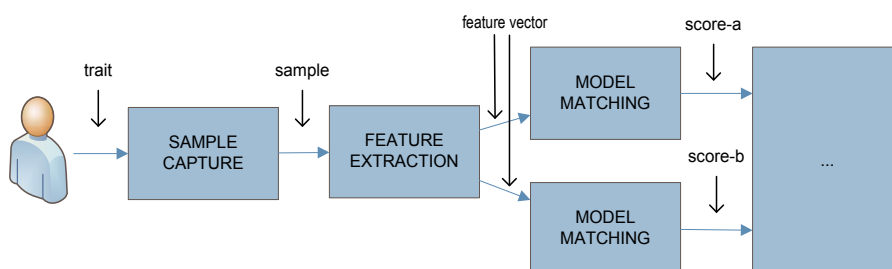 feature vector
score-a
trait
sample
MODEL
MATCHING
SAMPLE
CAPTURE
FEATURE
EXTRACTION
score-b
...
MODEL
MATCHING